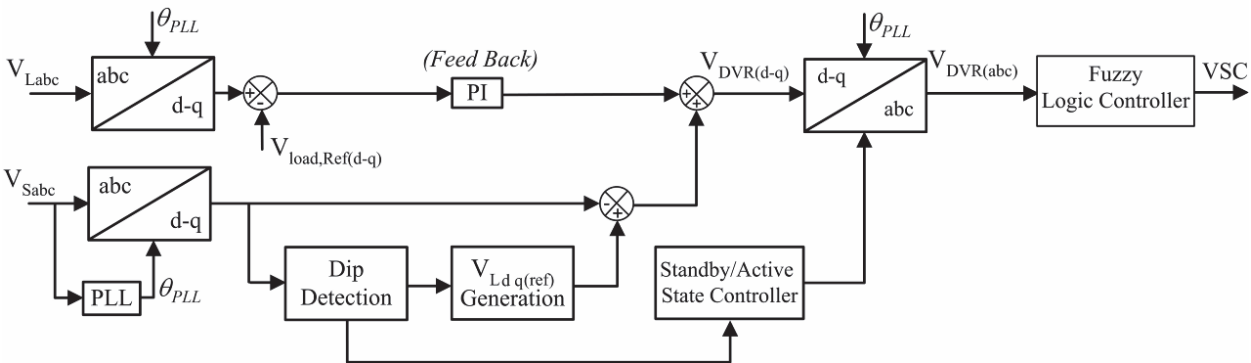 θPLL
VLabc
abc
d-q
+
-
Vload,Ref(d-q)
(Feed Back)
PI
+
+
VDVR(d-q)
θPLL
d-q
abc
VDVR(abc)
Fuzzy
Logic Controller
VSC
VSabc
abc
d-q
PLL
θPLL
-
+
Dip
Detection
VLd q(ref)
Generation
Standby/Active
State Controller